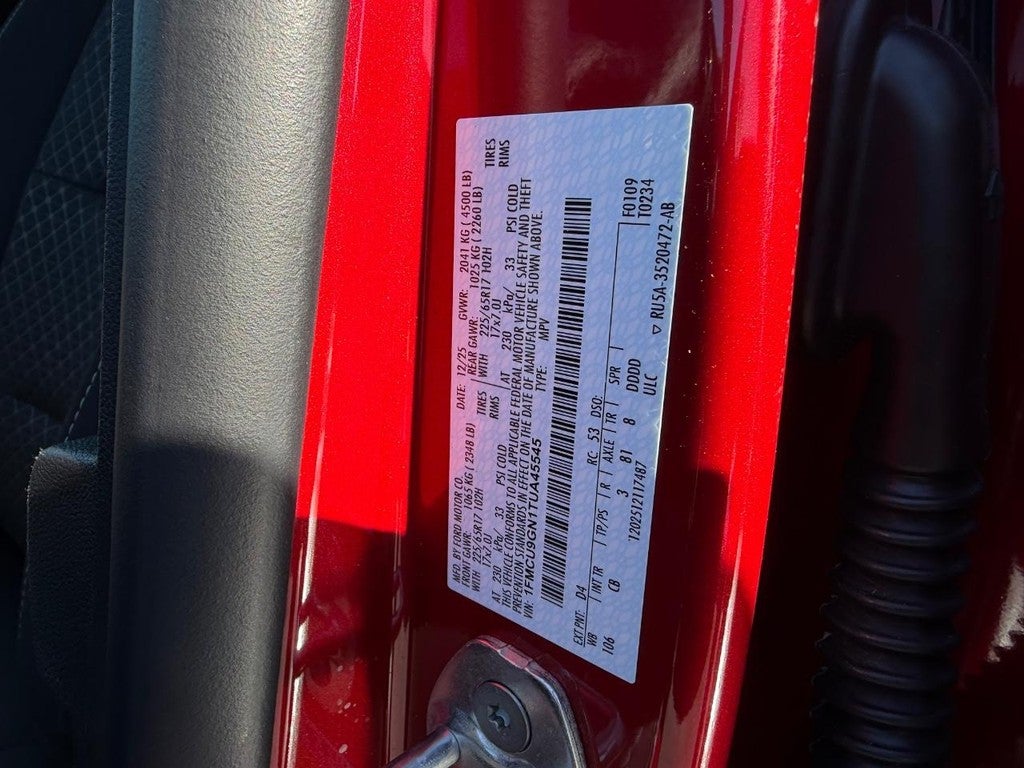 MFD. BY FORD MOTOR CO. DATE: 12/25 GVWR: 2041 KG ( 4500 LB)
FRONT GAWR: 1065 KG ( 2348 LB) REAR GAWR: 1025 KG ( 2260 LB)
WITH 225/65R17 102H TIRES WITH 225/65R17 102H TIRES
17x7.0J RIMS 17x7.0J RIMS
AT 230 kPa/ 33 PSI COLD AT 230 kPa/ 33 PSI COLD
THIS VEHICLE CONFORMS TO ALL APPLICABLE FEDERAL MOTOR VEHICLE SAFETY AND THEFT
PREVENTION STANDARDS IN EFFECT ON THE DATE OF MANUFACTURE SHOWN ABOVE.
VIN: 1FMCU9GN1TUA45545 TYPE: MPV
EXT PNT: D4 RC: 53 DSO: F0109
WB INT TR TP/PS R AXLE TR SPR T0234
106 CB 3 81 8 DDDD
1202512117487 ULC ▽ RU5A-3520472-AB